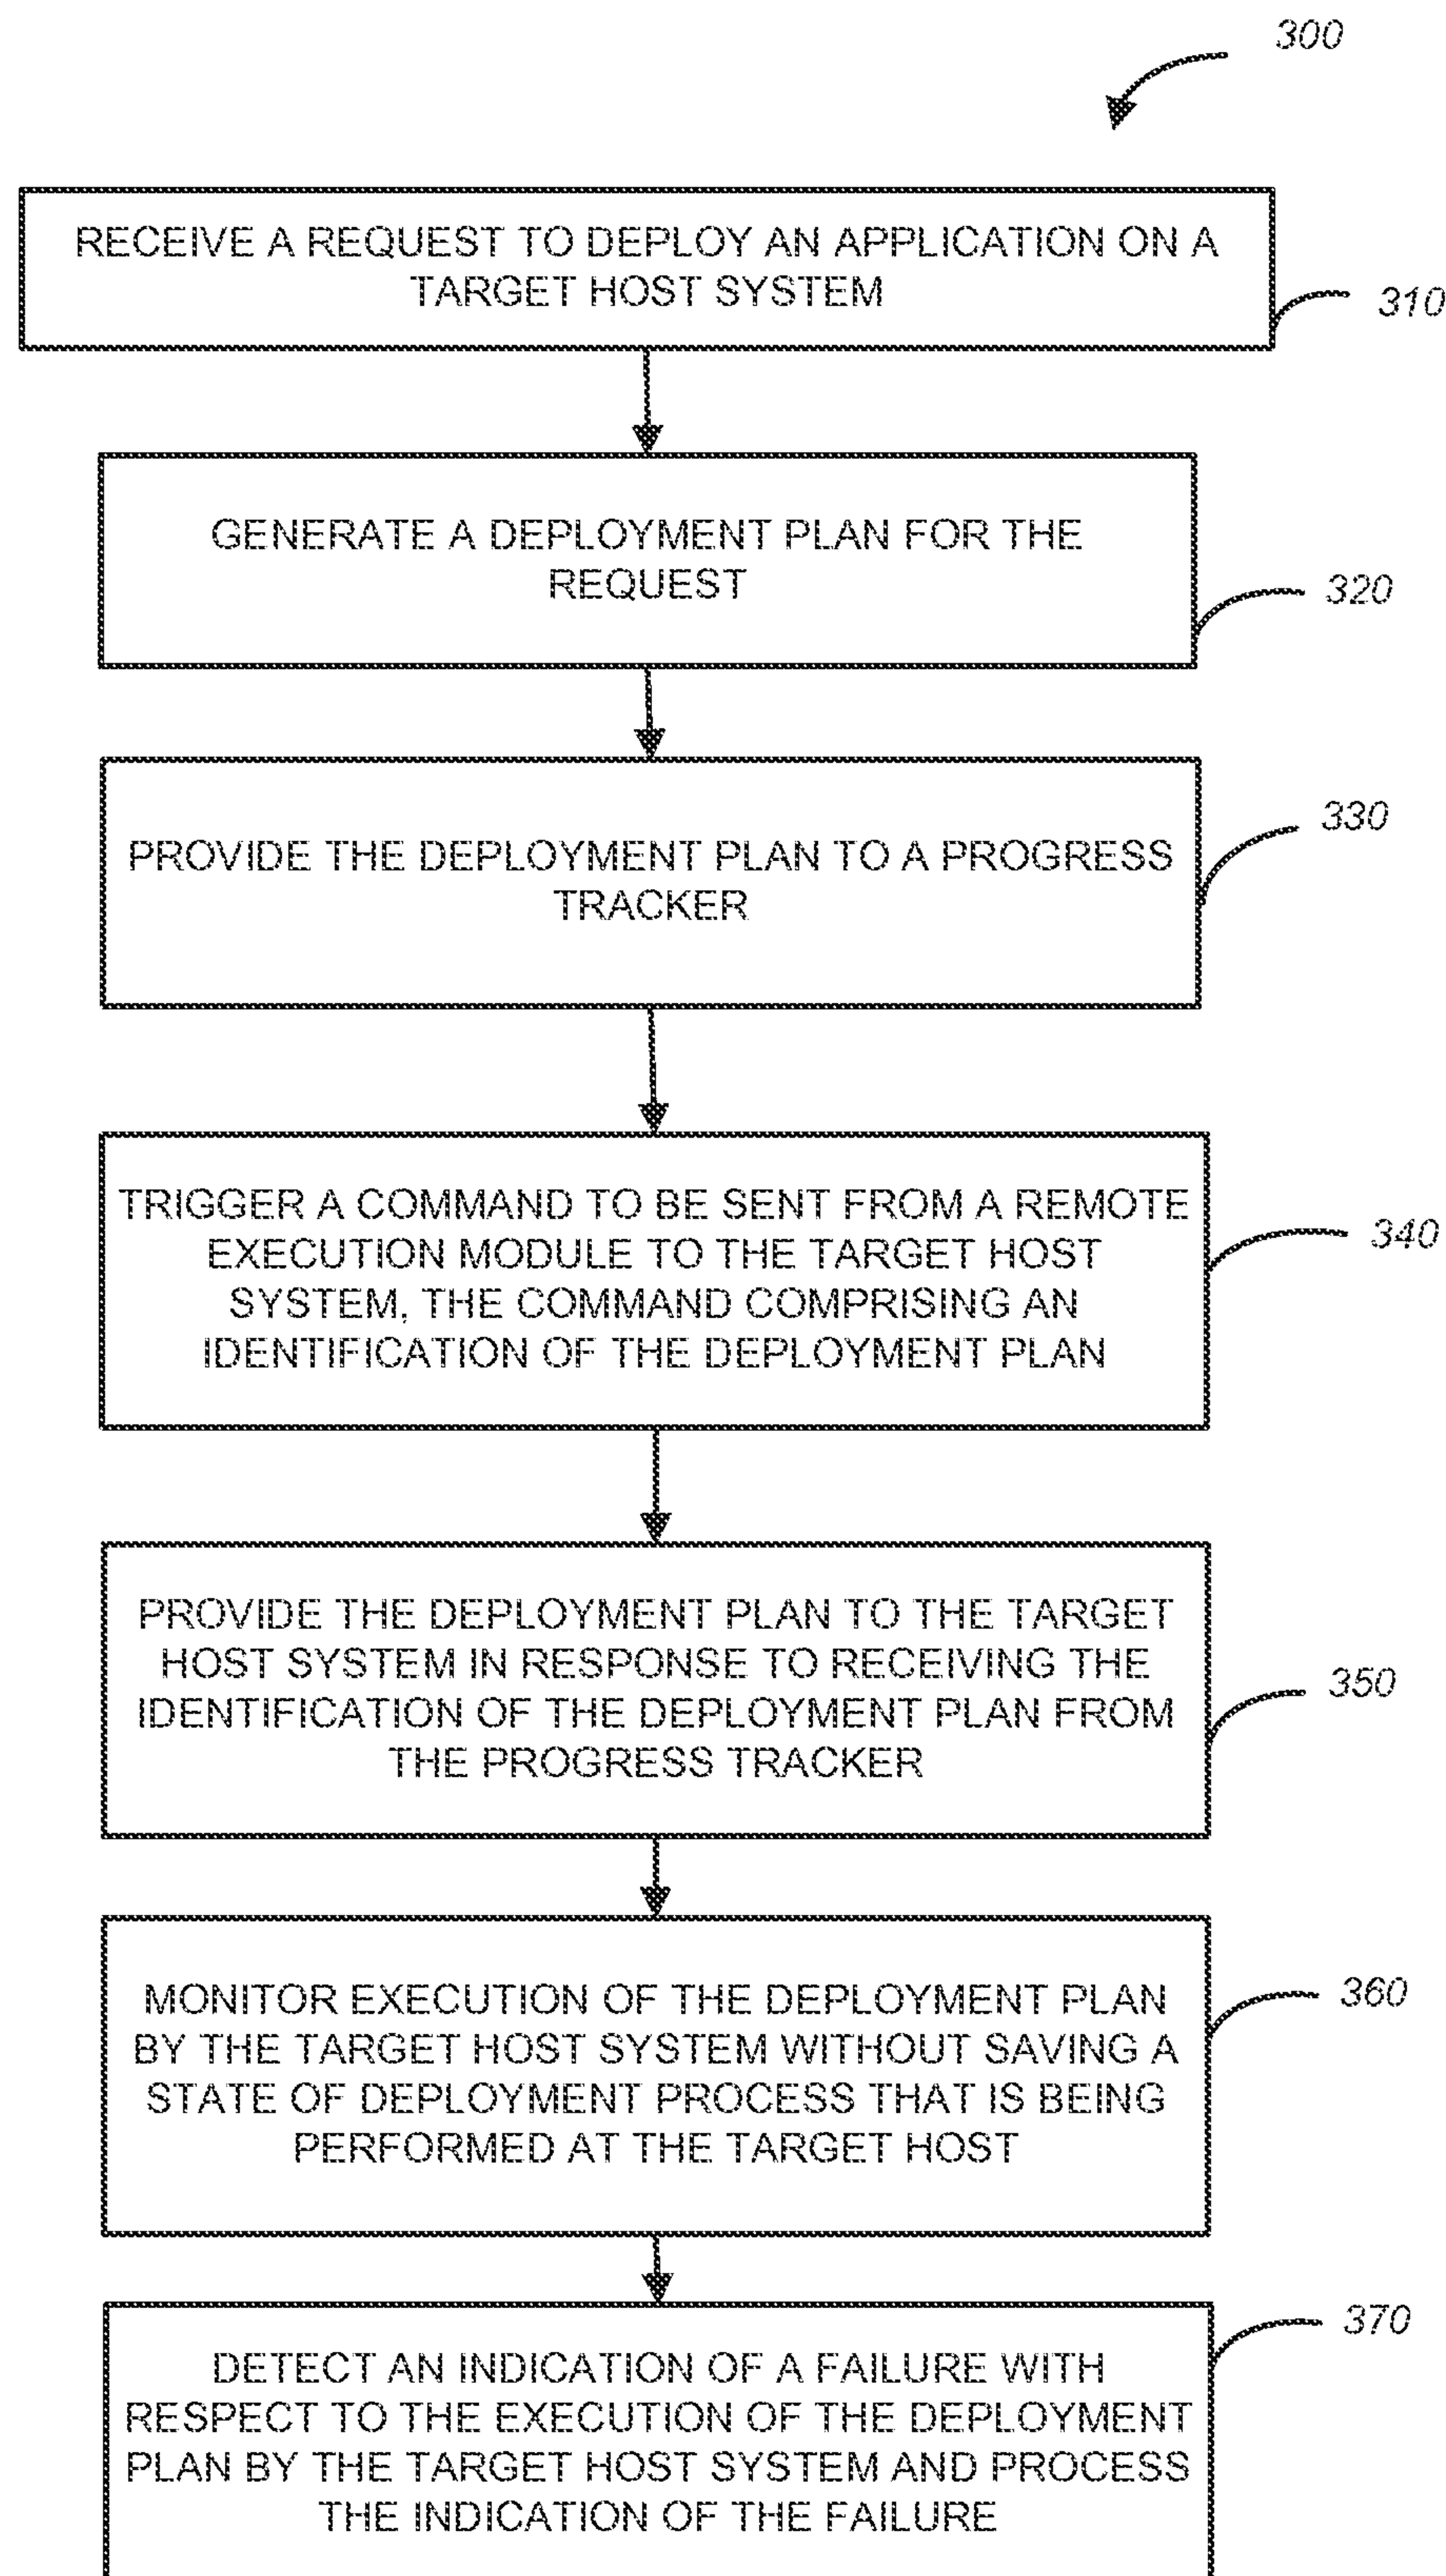 300
RECEIVE A REQUEST TO DEPLOY AN APPLICATION ON A
TARGET HOST SYSTEM
310
GENERATE A DEPLOYMENT PLAN FOR THE
REQUEST
320
330
PROVIDE THE DEPLOYMENT PLAN TO A PROGRESS
TRACKER
TRIGGER A COMMAND TO BE SENT FROM A REMOTE
340
EXECUTION MODULE TO THE TARGET HOST
SYSTEM, THE COMMAND COMPRISING AN
IDENTIFICATION OF THE DEPLOYMENT PLAN
PROVIDE THE DEPLOYMENT PLAN TO THE TARGET
HOST SYSTEM IN RESPONSE TO RECEIVING THE
350
IDENTIFICATION OF THE DEPLOYMENT PLAN FROM
THE PROGRESS TRACKER
MONITOR EXECUTION OF THE DEPLOYMENT PLAN
360
BY THE TARGET HOST SYSTEM WITHOUT SAVING A
STATE OF DEPLOYMENT PROCESS THAT IS BEING
PERFORMED AT THE TARGET HOST
370
DETECT AN INDICATION OF A FAILURE WITH
RESPECT TO THE EXECUTION OF THE DEPLOYMENT
PLAN BY THE TARGET HOST SYSTEM AND PROCESS
THE INDICATION OF THE FAILURE